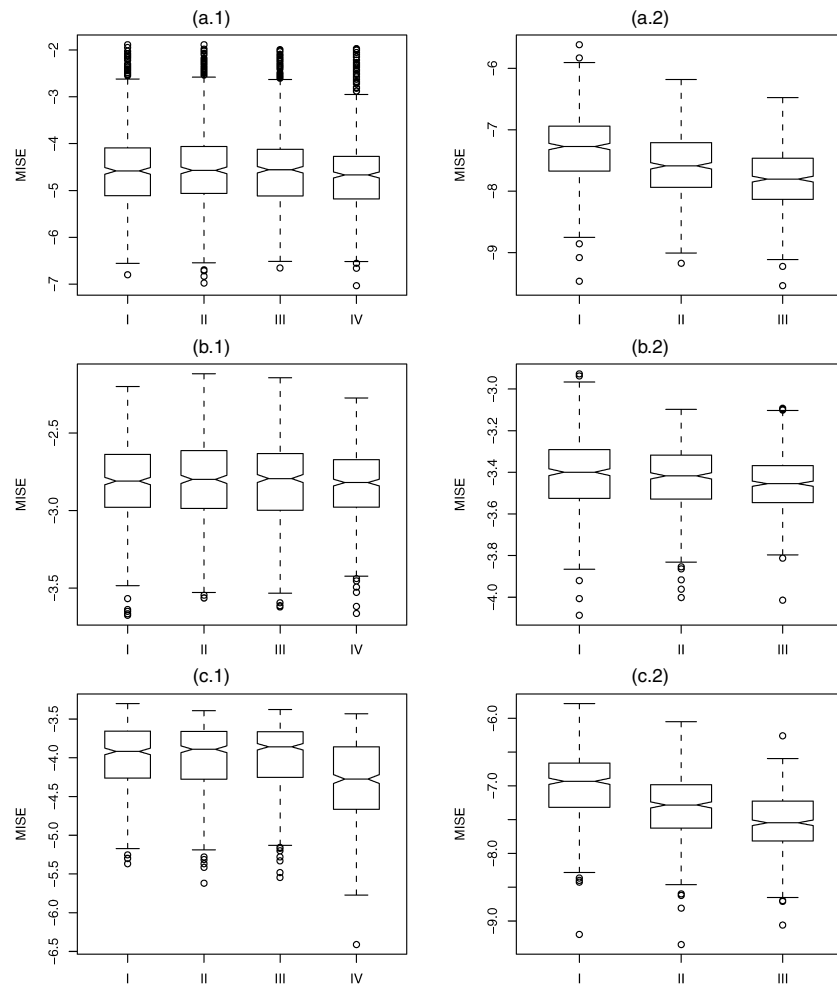 (a.1)
MISE
−2
−4
−5
−6
−7
I II III IV
(a.2)
MISE
−6
−7
−8
−9
I II III
(b.1)
MISE
−2.5
−3.0
−3.5
I II III IV
(b.2)
MISE
−3.0
−3.2
−3.4
−3.6
−3.8
−4.0
I II III
(c.1)
MISE
−3.5
−4.0
−4.5
−5.0
−5.5
−6.5
I II III IV
(c.2)
MISE
−6.0
−7.0
−8.0
−9.0
I II III